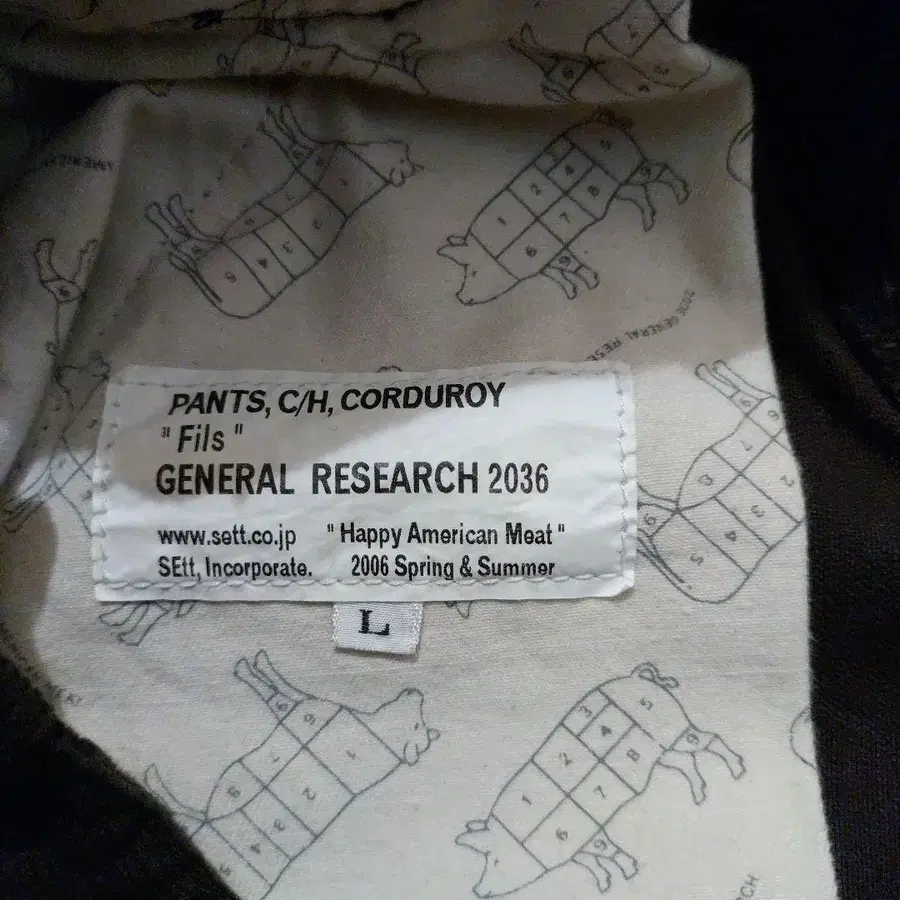 PANTS, C/H, CORDUROY
"Fils"
GENERAL RESEARCH 2036
www.sett.co.jp "Happy American Meat"
SEtt, Incorporate. 2006 Spring & Summer
L